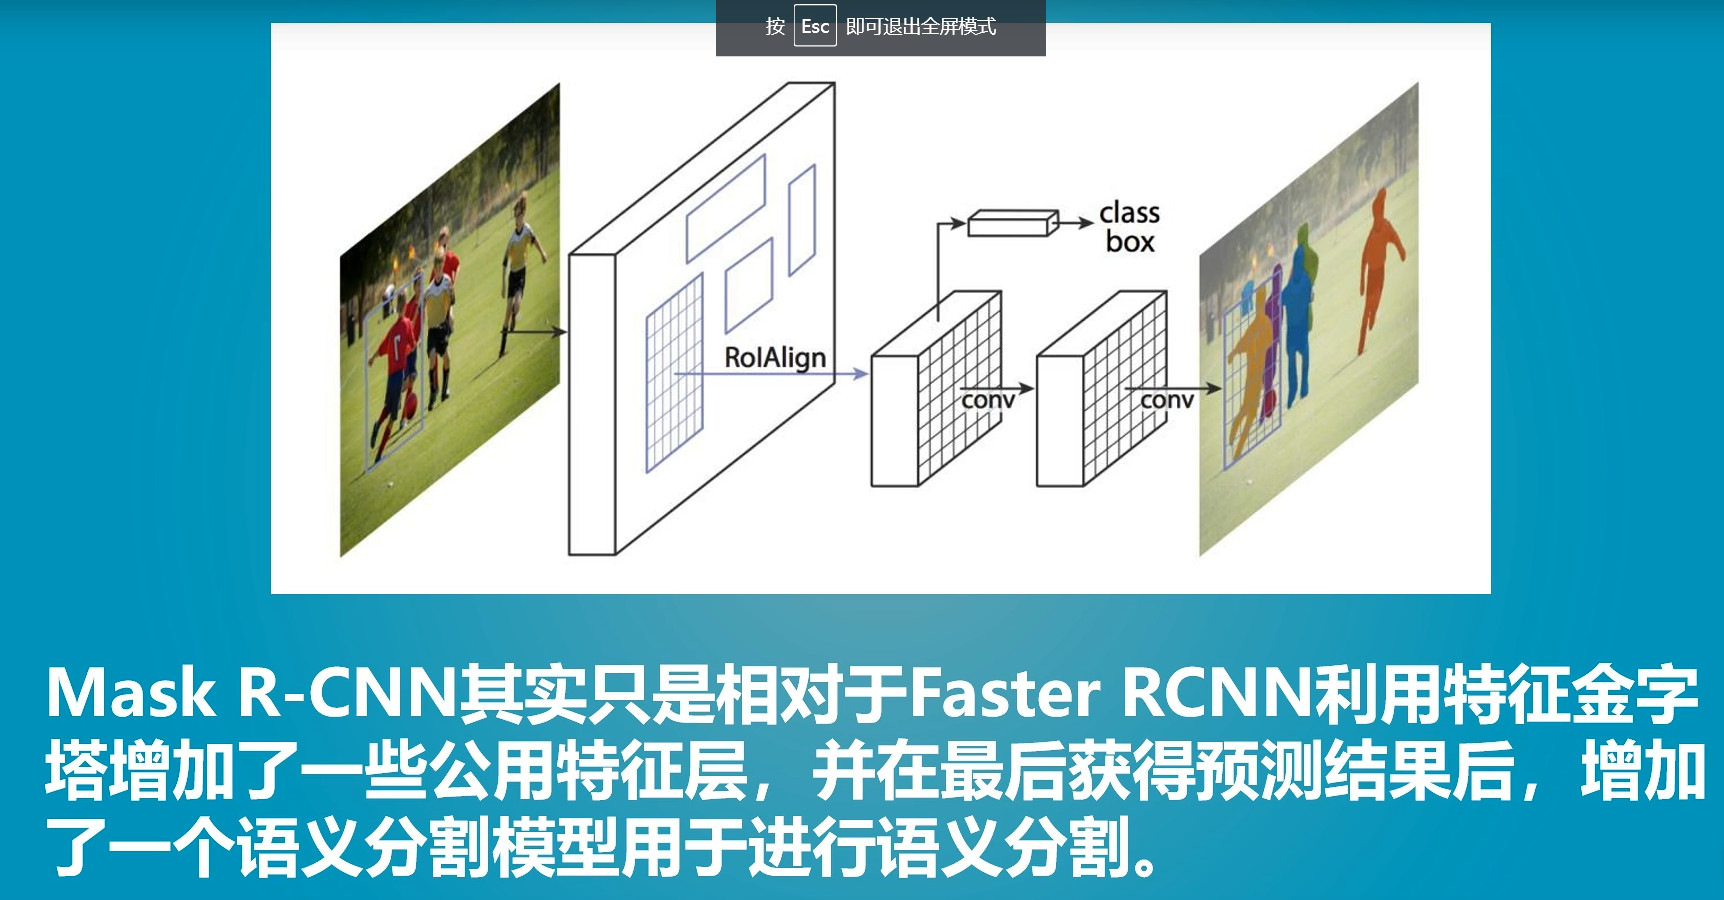 按 Esc 即可退出全屏模式
class
box
RoIAlign
conv
conv
Mask R-CNN其实只是相对于Faster RCNN利用特征金字
塔增加了一些公用特征层，并在最后获得预测结果后，增加
了一个语义分割模型用于进行语义分割。